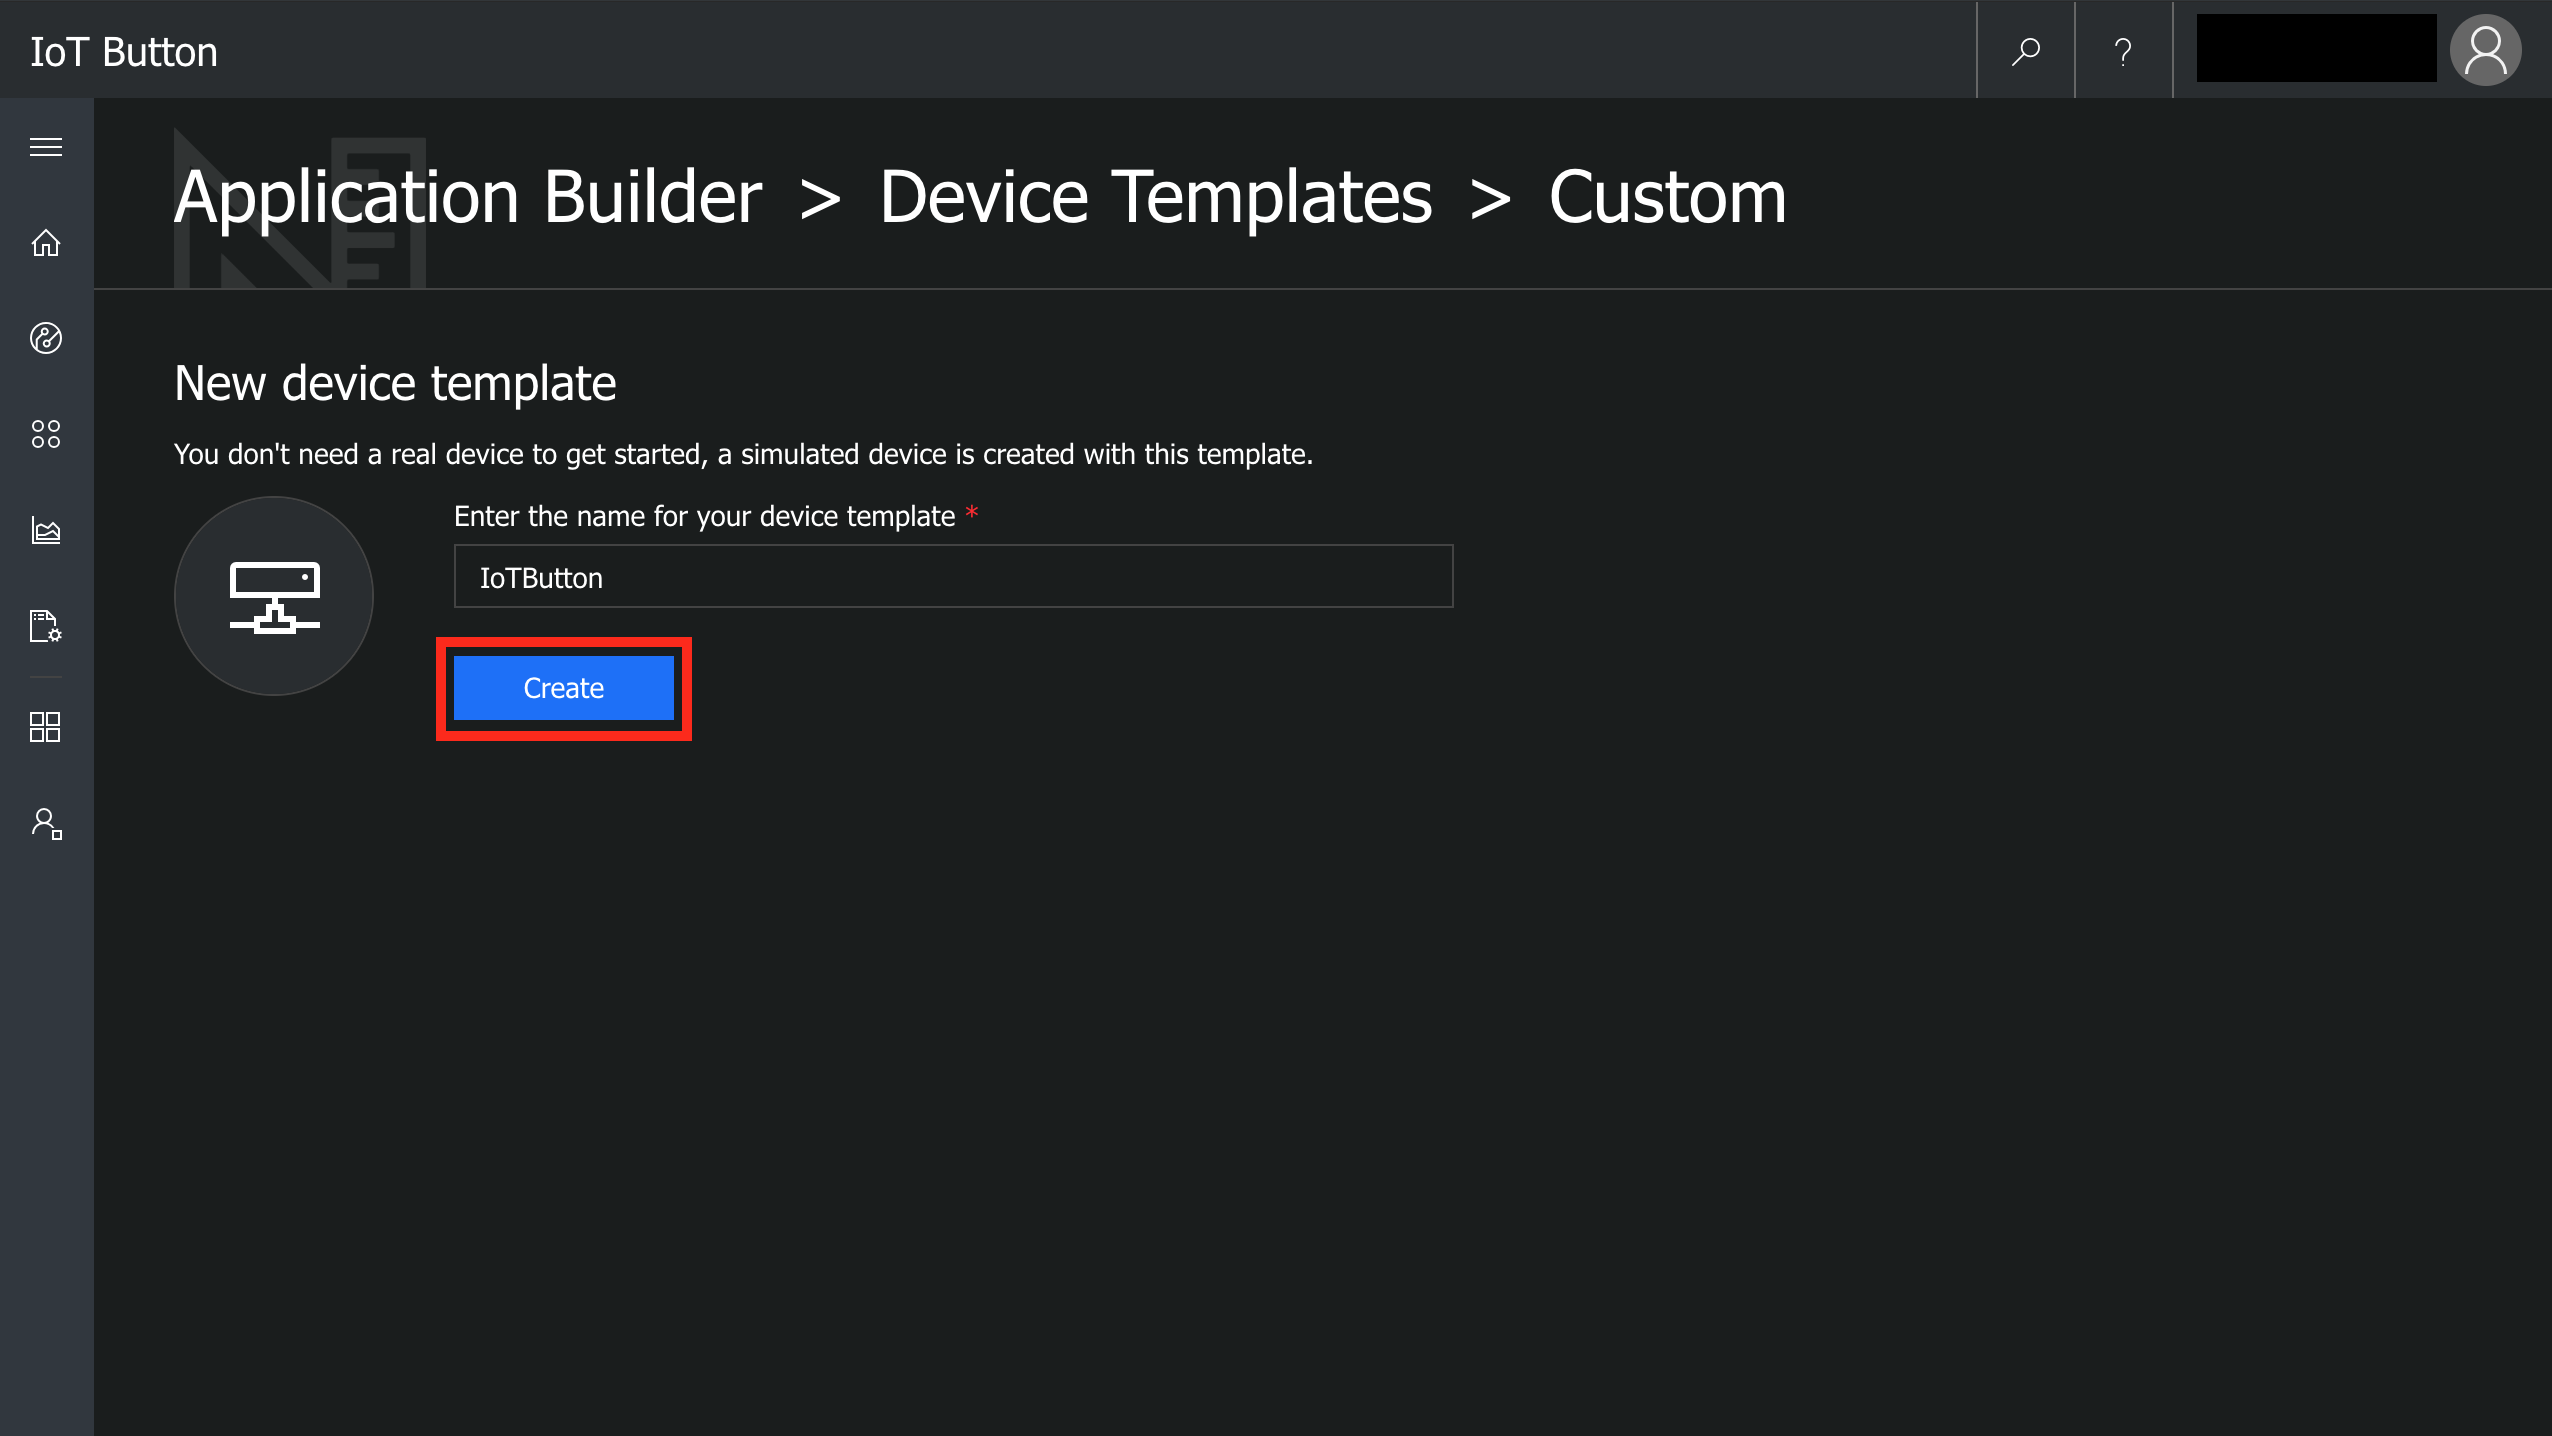 IoT Button
?
Application Builder > Device Templates > Custom
New device template
You don't need a real device to get started, a simulated device is created with this template.
Enter the name for your device template *
IoTButton
Create